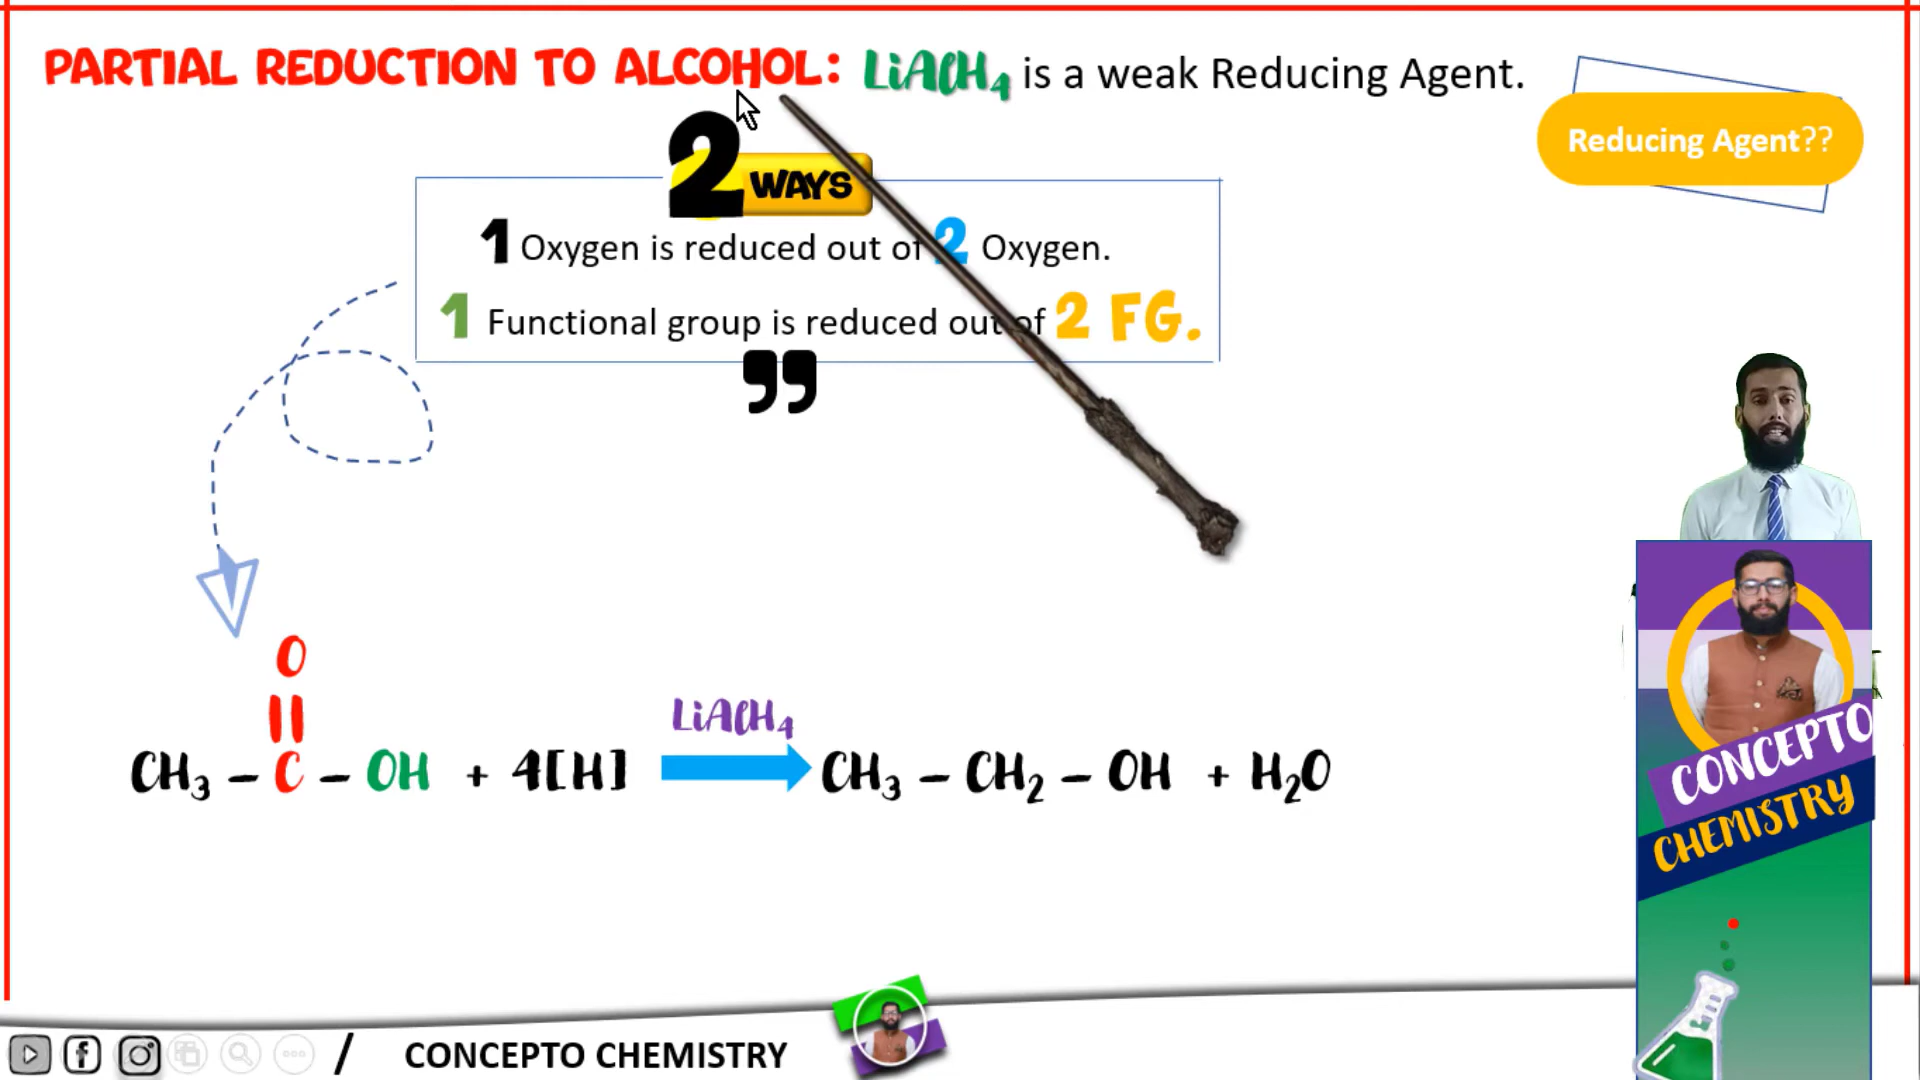 PARTIAL REDUCTION TO ALCOHOL: LiAlH4 is a weak Reducing Agent.
Reducing Agent??
2 WAYS
1 Oxygen is reduced out of 2 Oxygen.
1 Functional group is reduced out of 2 FG.
”
O
||
CH3 – C – OH + 4[H] LiAlH4 CH3 – CH2 – OH + H2O
CONCEPTO
CHEMISTRY
/ CONCEPTO CHEMISTRY